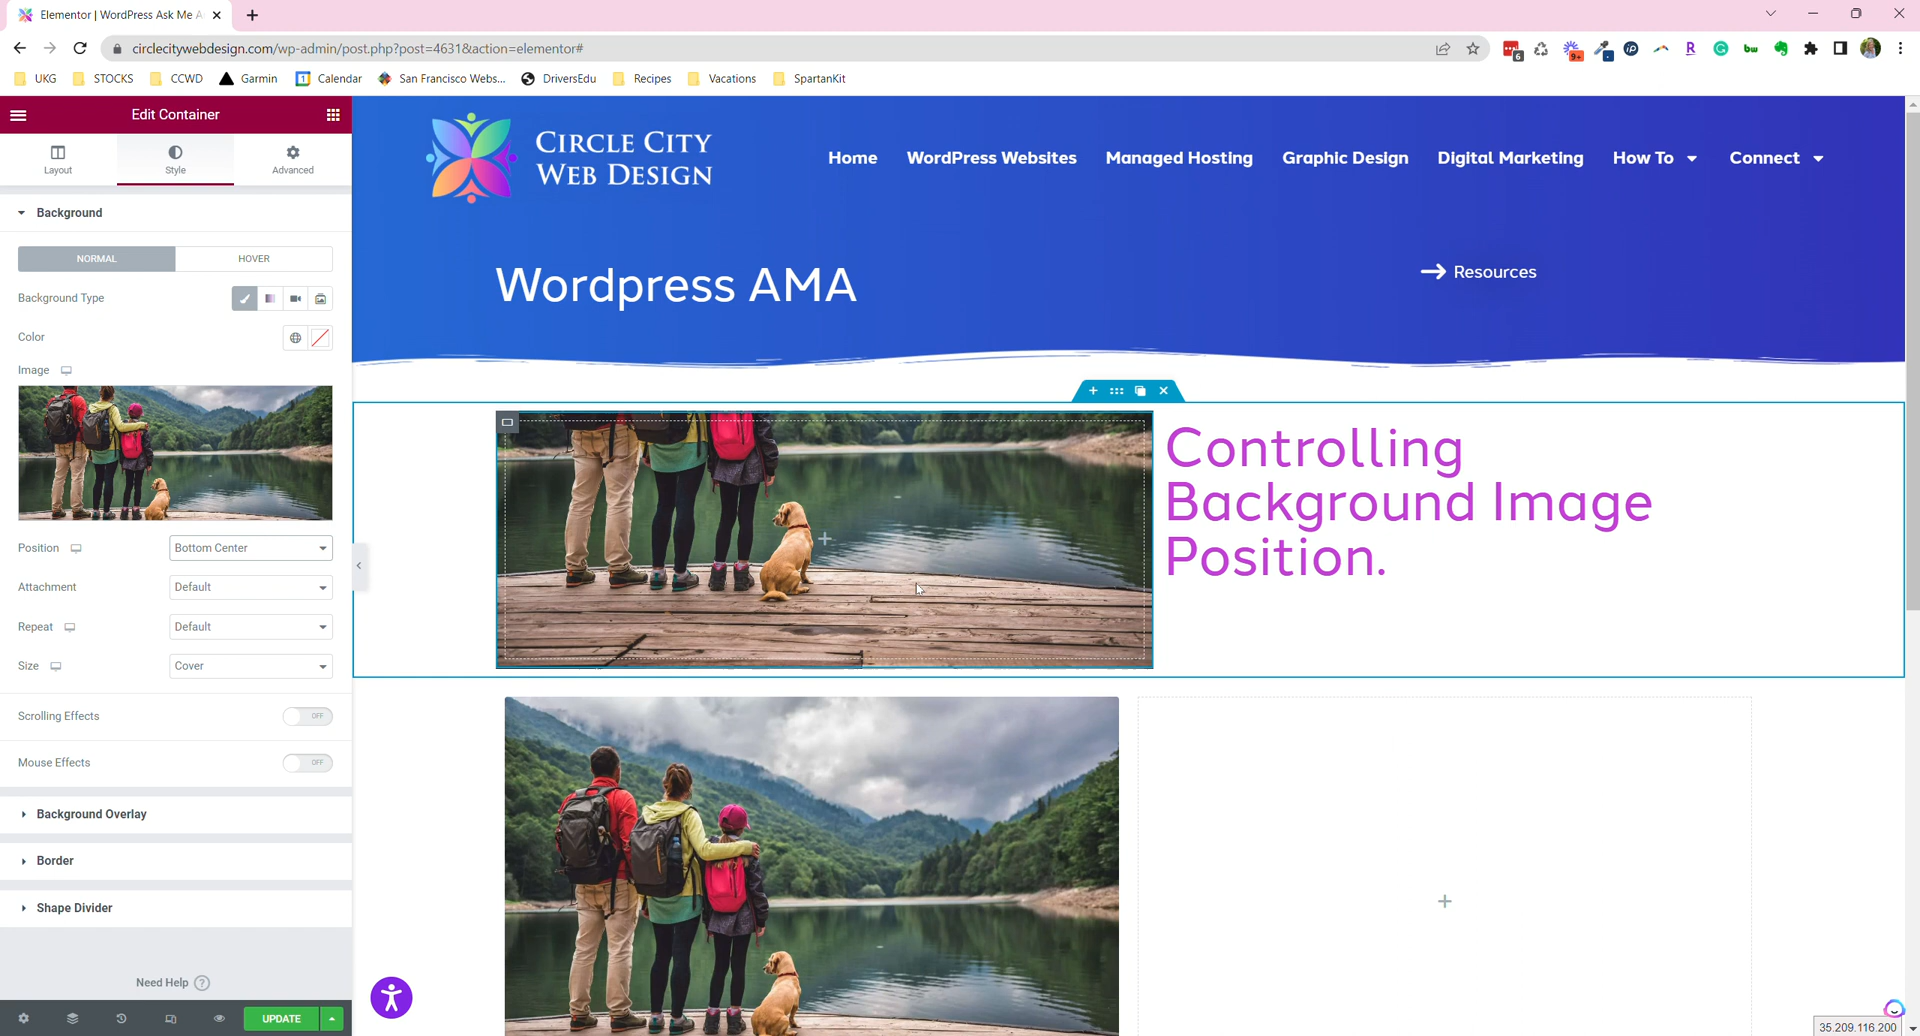 Elementor | WordPress Ask Me A
circlecitywebdesign.com/wp-admin/post.php?post=4631&action=elementor#
6
9+
bw
UKG
STOCKS
CCWD
Garmin
1
Calendar
San Francisco Webs...
DriversEdu
Recipes
Vacations
SpartanKit
Edit Container
Layout
Style
Advanced
Background
NORMAL
HOVER
Background Type
Color
Image
Position
Bottom Center
Attachment
Default
Repeat
Default
Size
Cover
Scrolling Effects
OFF
Mouse Effects
OFF
Background Overlay
Border
Shape Divider
Need Help ?
UPDATE
Circle City
Web Design
Home
WordPress Websites
Managed Hosting
Graphic Design
Digital Marketing
How To
Connect
Wordpress AMA
Resources
Controlling
Background Image
Position.
35.209.116.200